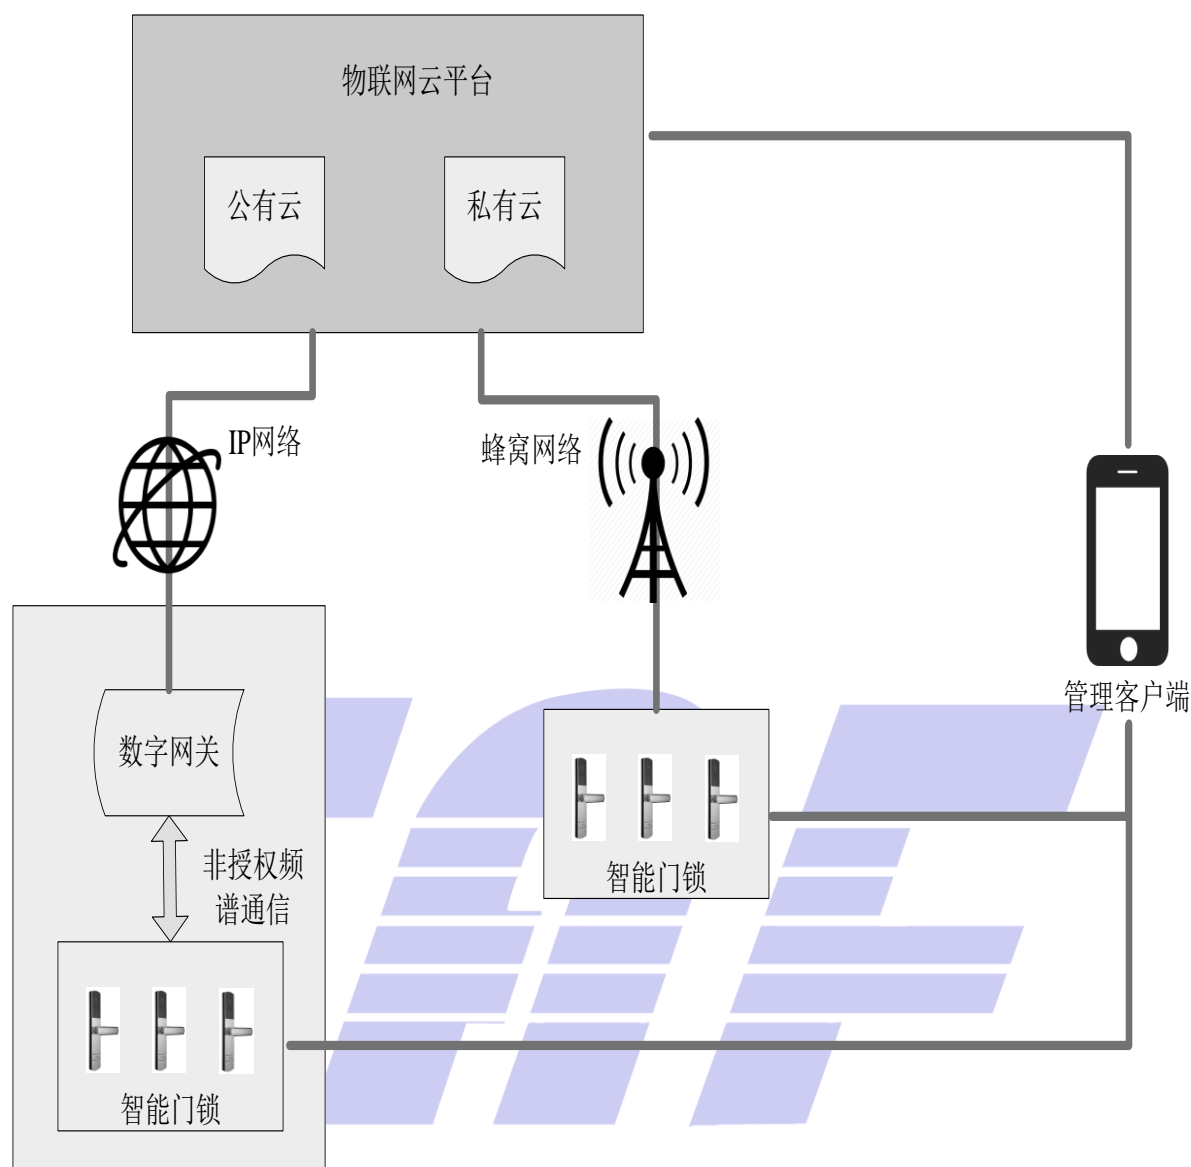 物联网云平台
公有云
私有云
IP网络
蜂窝网络
管理客户端
数字网关
非授权频
谱通信
智能门锁
智能门锁